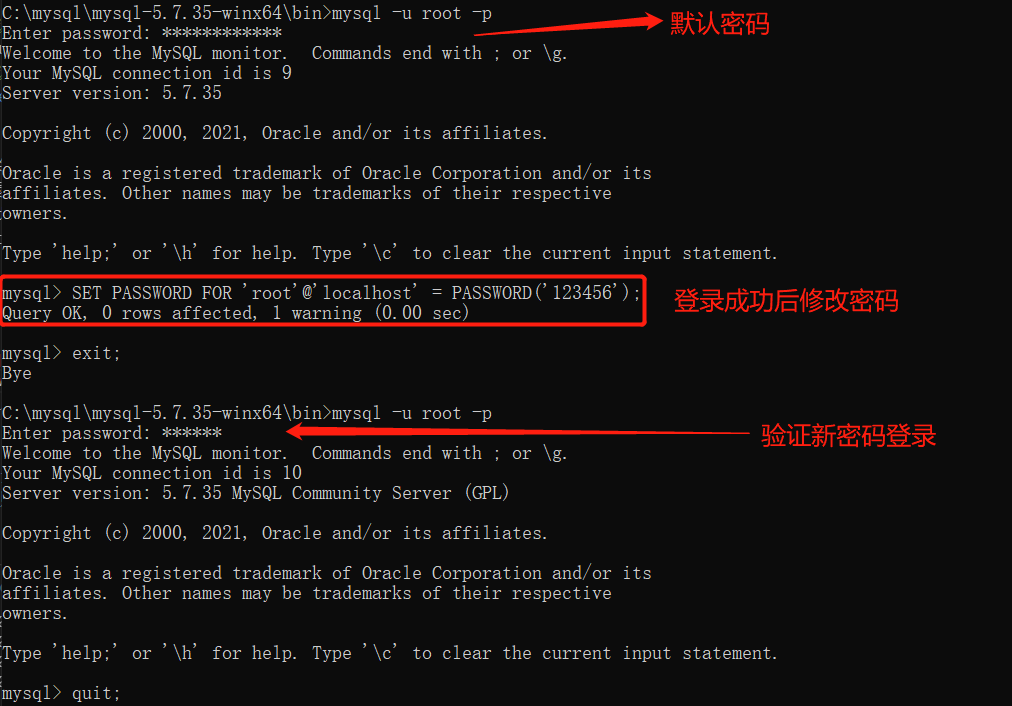 C:\mysql\mysql-5.7.35-winx64\bin>mysql -u root -p
默认密码
Enter password: ************
Welcome to the MySQL monitor.  Commands end with ; or \g.
Your MySQL connection id is 9
Server version: 5.7.35
Copyright (c) 2000, 2021, Oracle and/or its affiliates.
Oracle is a registered trademark of Oracle Corporation and/or its
affiliates. Other names may be trademarks of their respective
owners.
Type 'help;' or '\h' for help. Type '\c' to clear the current input statement.
mysql> SET PASSWORD FOR 'root'@'localhost' = PASSWORD('123456');
Query OK, 0 rows affected, 1 warning (0.00 sec)
登录成功后修改密码
mysql> exit;
Bye
C:\mysql\mysql-5.7.35-winx64\bin>mysql -u root -p
Enter password: ******
验证新密码登录
Welcome to the MySQL monitor.  Commands end with ; or \g.
Your MySQL connection id is 10
Server version: 5.7.35 MySQL Community Server (GPL)
Copyright (c) 2000, 2021, Oracle and/or its affiliates.
Oracle is a registered trademark of Oracle Corporation and/or its
affiliates. Other names may be trademarks of their respective
owners.
Type 'help;' or '\h' for help. Type '\c' to clear the current input statement.
mysql> quit;